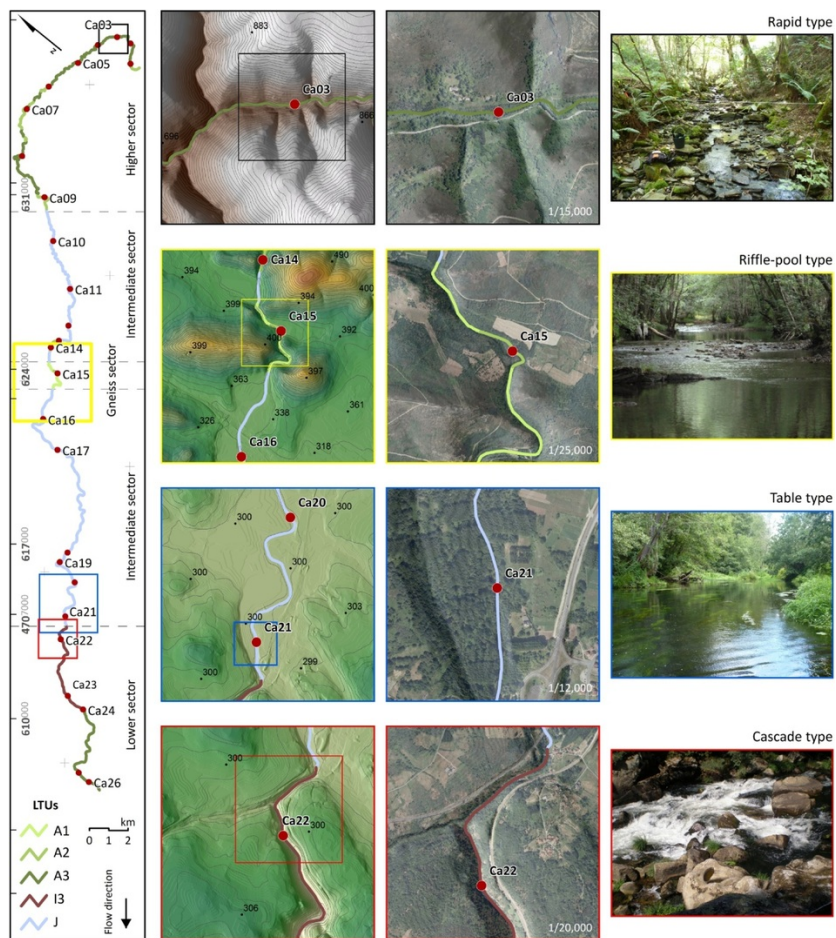 Ca03
Ca05
Ca07
Ca09
Ca10
Ca11
Ca14
Ca15
Ca16
Ca17
Ca19
Ca21
Ca22
Ca23
Ca24
Ca26
Higher sector
Intermediate sector
Gneiss sector
Intermediate sector
Lower sector
631000
624000
617000
4707000
610000
N
LTUs
A1
A2
A3
I3
J
0 1 2
km
Flow direction
883
Ca03
866
696
Ca03
1/15,000
Rapid type
Ca14
490
394
400
399
394
Ca15
392
399
400
397
363
361
338
326
Ca16
318
Ca15
1/25,000
Riffle-pool type
Ca20
300
300
300
300
303
300
Ca21
299
300
Ca21
1/12,000
Table type
300
Ca22
300
306
Ca22
1/20,000
Cascade type